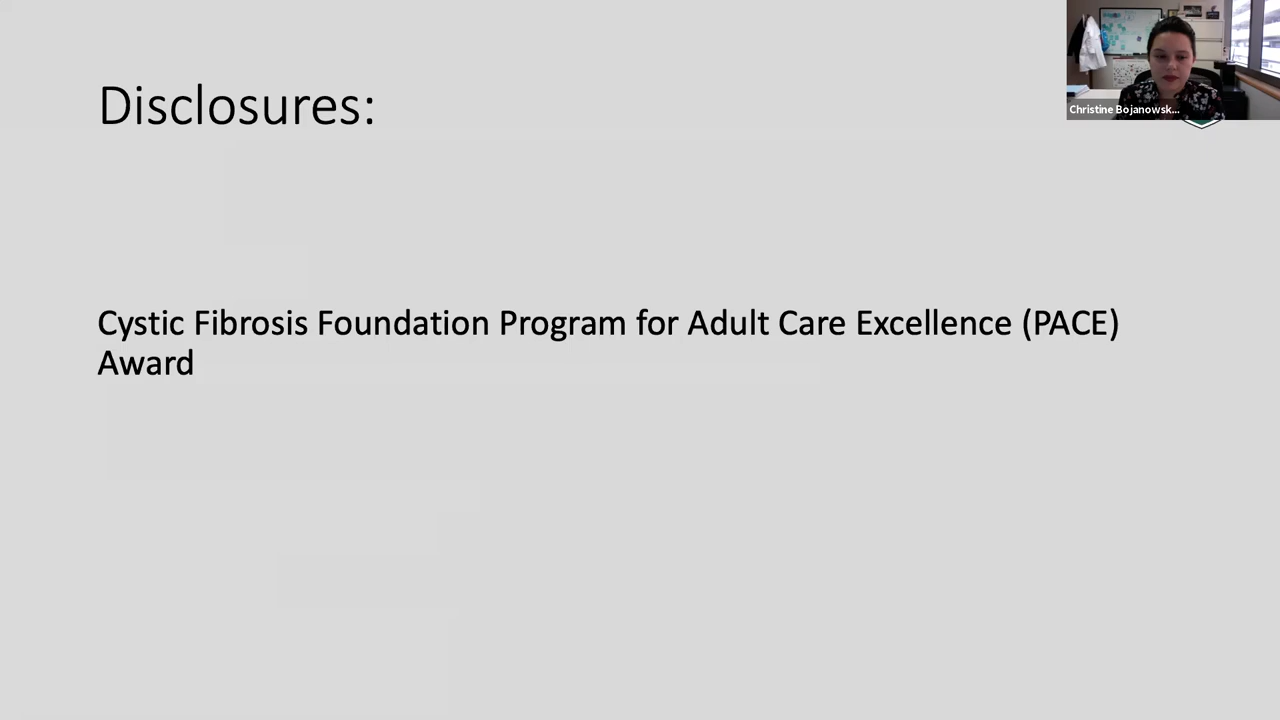 Disclosures:
Christine Bojanowsk...
Cystic Fibrosis Foundation Program for Adult Care Excellence (PACE)
Award